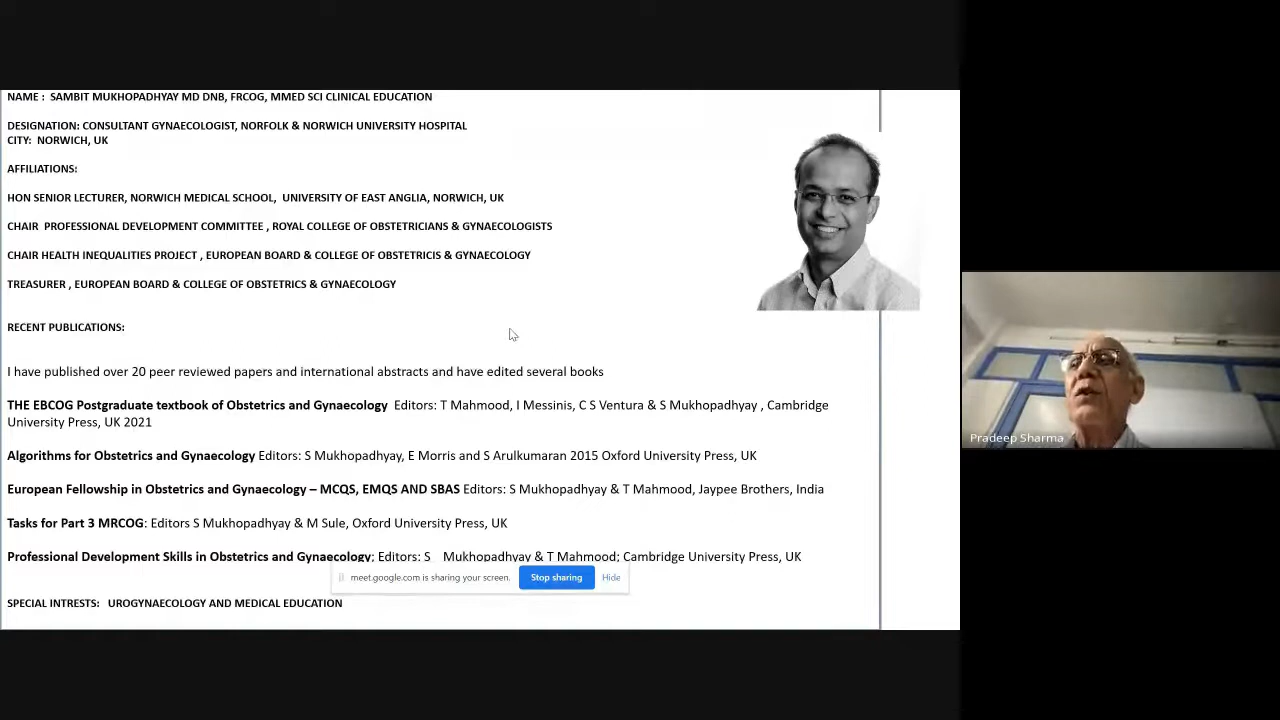 NAME : SAMBIT MUKHOPADHYAY MD DNB, FRCOG, MMED SCI CLINICAL EDUCATION
DESIGNATION: CONSULTANT GYNAECOLOGIST, NORFOLK & NORWICH UNIVERSITY HOSPITAL
CITY: NORWICH, UK
AFFILIATIONS:
HON SENIOR LECTURER, NORWICH MEDICAL SCHOOL, UNIVERSITY OF EAST ANGLIA, NORWICH, UK
CHAIR PROFESSIONAL DEVELOPMENT COMMITTEE , ROYAL COLLEGE OF OBSTETRICIANS & GYNAECOLOGISTS
CHAIR HEALTH INEQUALITIES PROJECT , EUROPEAN BOARD & COLLEGE OF OBSTETRICIS & GYNAECOLOGY
TREASURER , EUROPEAN BOARD & COLLEGE OF OBSTETRICS & GYNAECOLOGY
RECENT PUBLICATIONS:
I have published over 20 peer reviewed papers and international abstracts and have edited several books
THE EBCOG Postgraduate textbook of Obstetrics and Gynaecology Editors: T Mahmood, I Messinis, C S Ventura & S Mukhopadhyay , Cambridge
University Press, UK 2021
Algorithms for Obstetrics and Gynaecology Editors: S Mukhopadhyay, E Morris and S Arulkumaran 2015 Oxford University Press, UK
European Fellowship in Obstetrics and Gynaecology – MCQS, EMQS AND SBAS Editors: S Mukhopadhyay & T Mahmood, Jaypee Brothers, India
Tasks for Part 3 MRCOG: Editors S Mukhopadhyay & M Sule, Oxford University Press, UK
Professional Development Skills in Obstetrics and Gynaecology; Editors: S Mukhopadhyay & T Mahmood; Cambridge University Press, UK
meet.google.com is sharing your screen. Stop sharing Hide
SPECIAL INTRESTS: UROGYNAECOLOGY AND MEDICAL EDUCATION
Pradeep Sharma